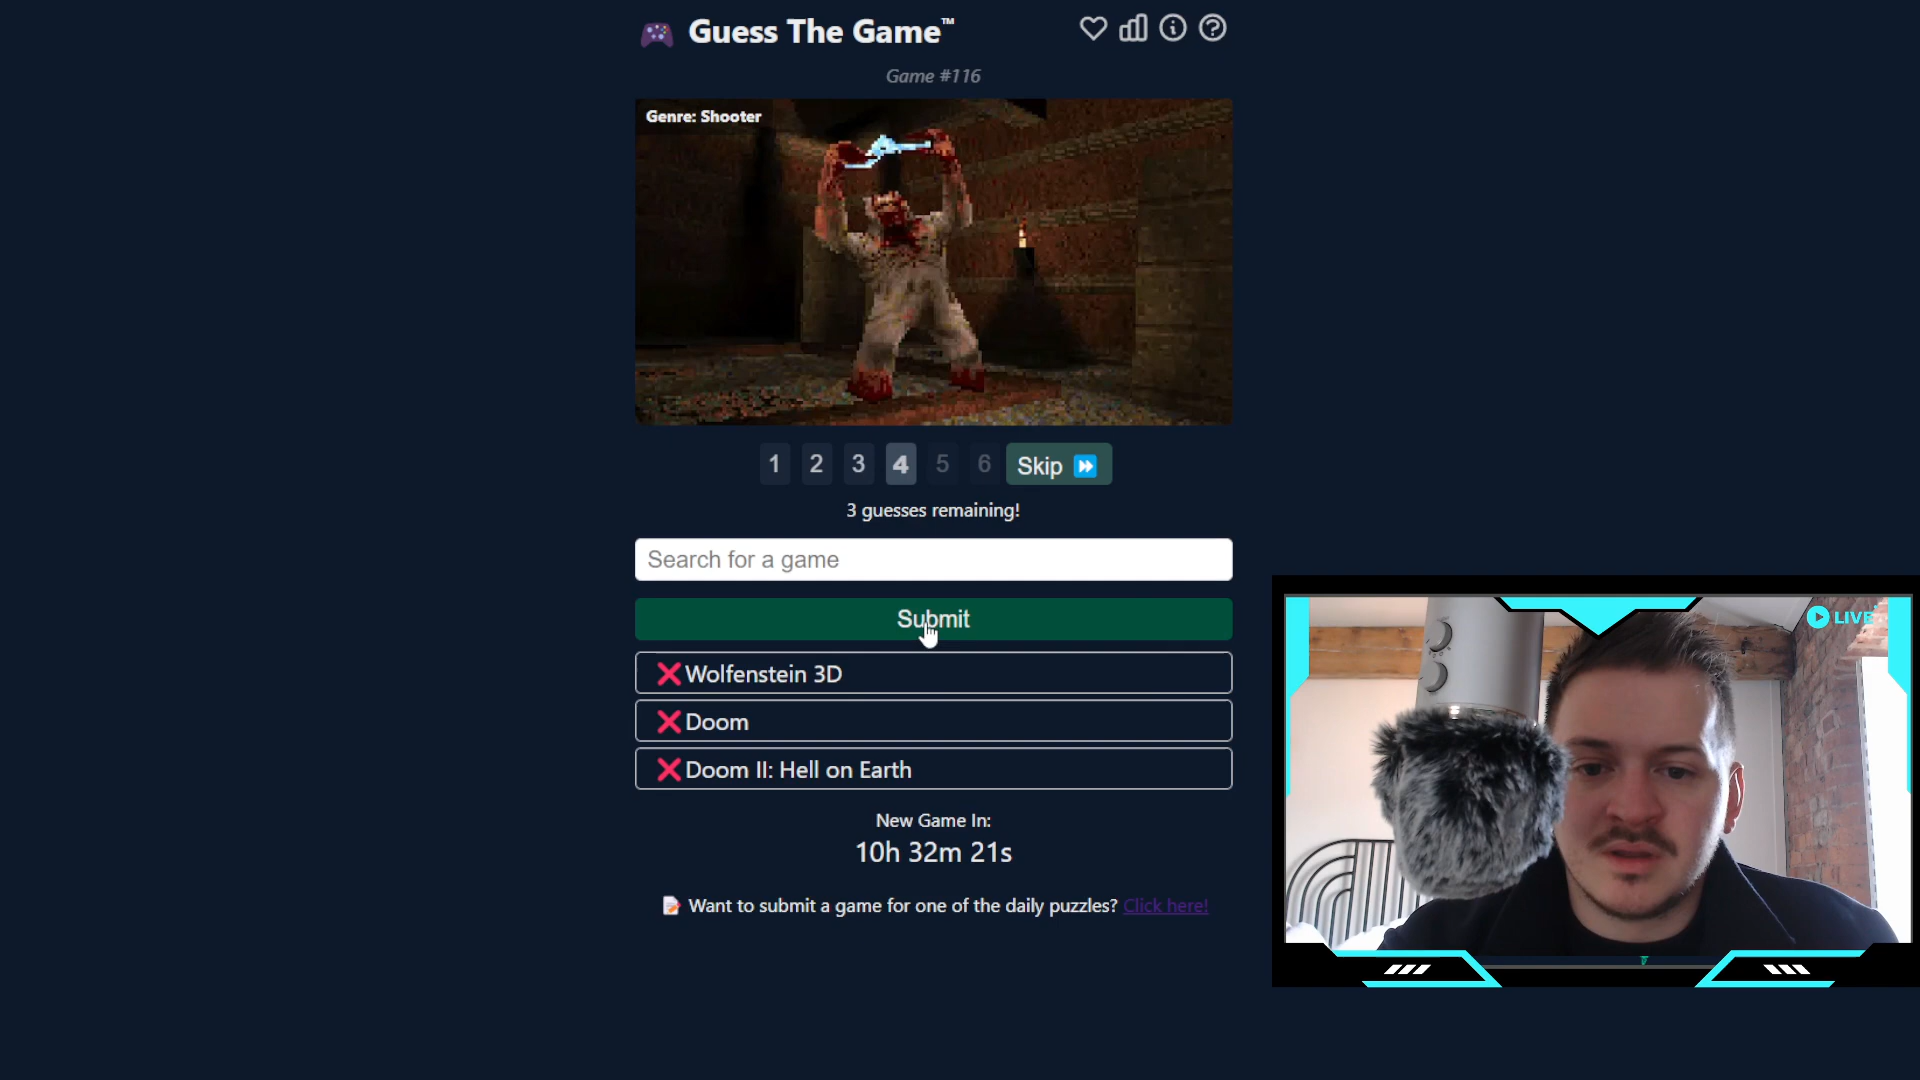 Guess The Game™
Game #116
Genre: Shooter
1 2 3 4 5 6 Skip
3 guesses remaining!
Search for a game
Submit
Wolfenstein 3D
Doom
Doom II: Hell on Earth
New Game In:
10h 32m 21s
Want to submit a game for one of the daily puzzles? Click here!
LIVE